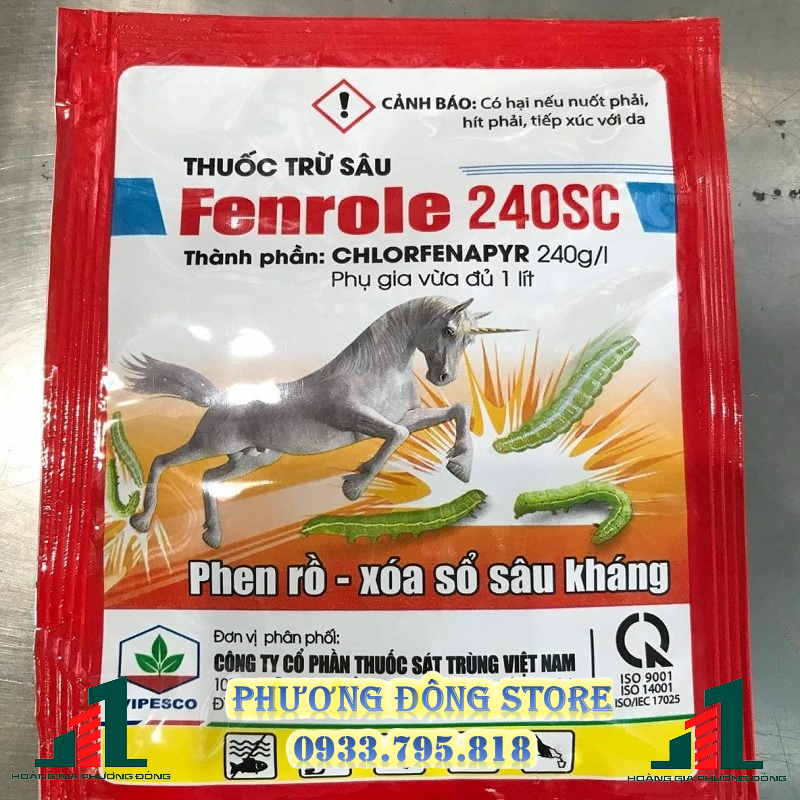 CẢNH BÁO: Có hại nếu nuốt phải,
hít phải, tiếp xúc với da
THUỐC TRỪ SÂU
Fenrole 240SC
Thành phần: CHLORFENAPYR 240g/l
Phụ gia vừa đủ 1 lít
Phen rồ - xóa sổ sâu kháng
Đơn vị phân phối:
CÔNG TY CỔ PHẦN THUỐC SÁT TRÙNG VIỆT NAM
VIPESCO
ISO 9001
ISO 14001
ISO/IEC 17025
PHƯƠNG ĐÔNG STORE
0933.795.818
HOÀNG GIA PHƯƠNG ĐÔNG
HOÀNG GIA PHƯƠNG ĐÔNG